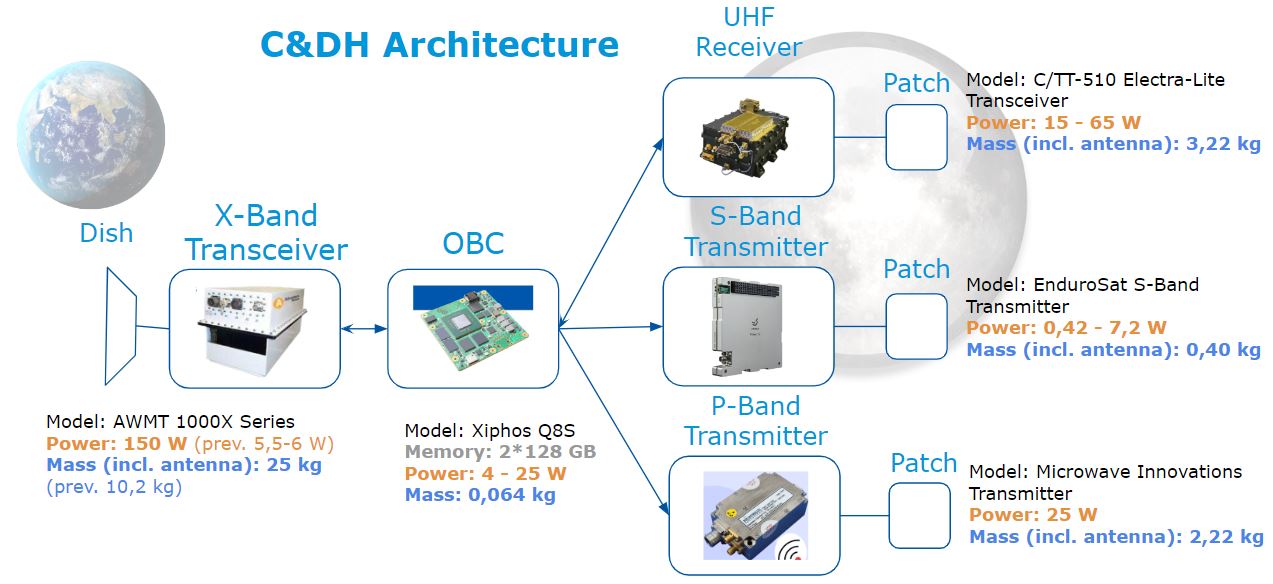 C&DH Architecture
UHF
Receiver
Patch
Model: C/TT-510 Electra-Lite
Transceiver
Power: 15 - 65 W
Mass (incl. antenna): 3,22 kg
Dish
X-Band
Transceiver
OBC
S-Band
Transmitter
Patch
Model: EnduroSat S-Band
Transmitter
Power: 0,42 - 7,2 W
Mass (incl. antenna): 0,40 kg
Model: AWMT 1000X Series
Power: 150 W (prev. 5,5-6 W)
Mass (incl. antenna): 25 kg
(prev. 10,2 kg)
Model: Xiphos Q8S
Memory: 2*128 GB
Power: 4 - 25 W
Mass: 0,064 kg
P-Band
Transmitter
Patch
Model: Microwave Innovations
Transmitter
Power: 25 W
Mass (incl. antenna): 2,22 kg